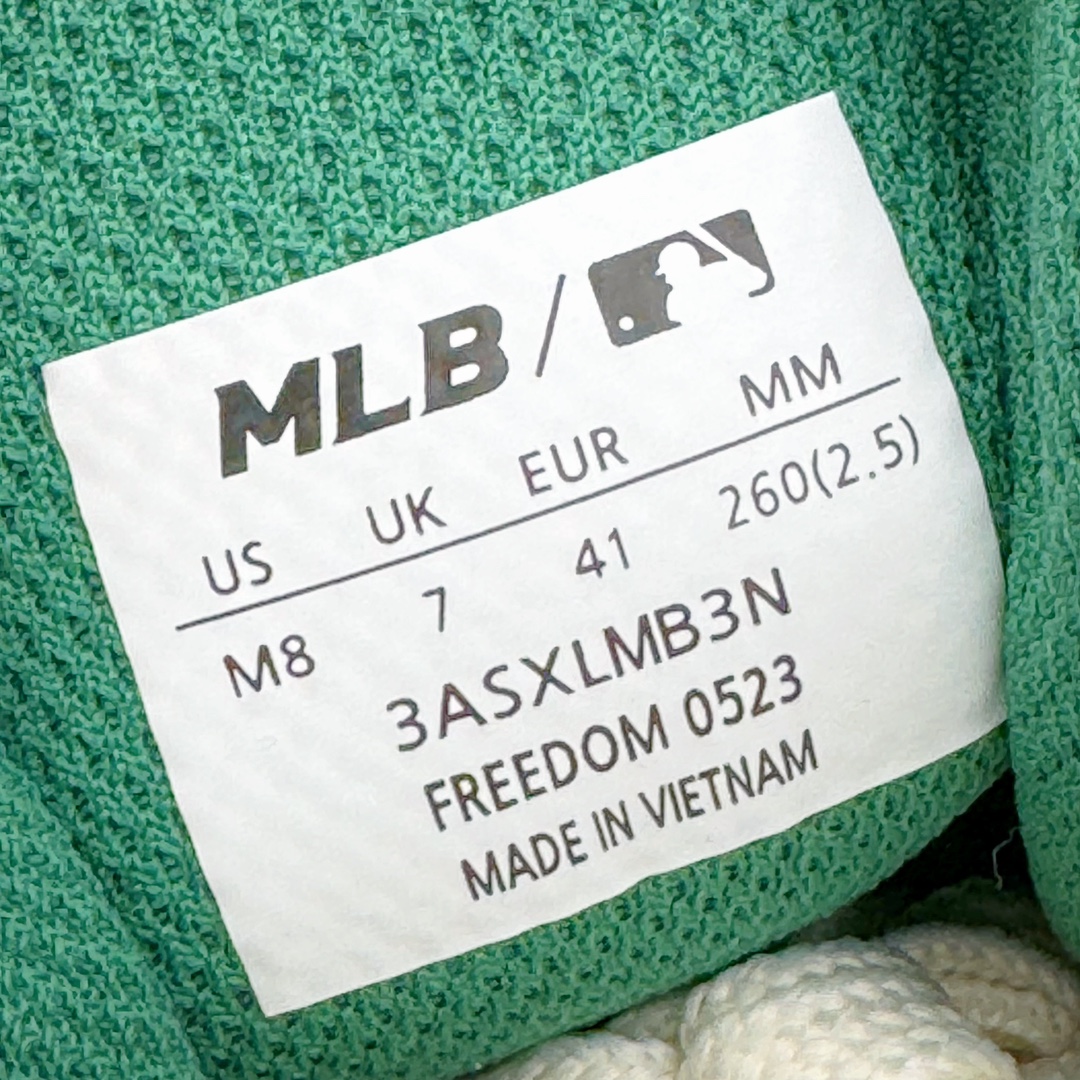 MLB/
US UK EUR MM
M8 7 41 260(2.5)
3ASXLMB3N
FREEDOM 0523
MADE IN VIETNAM